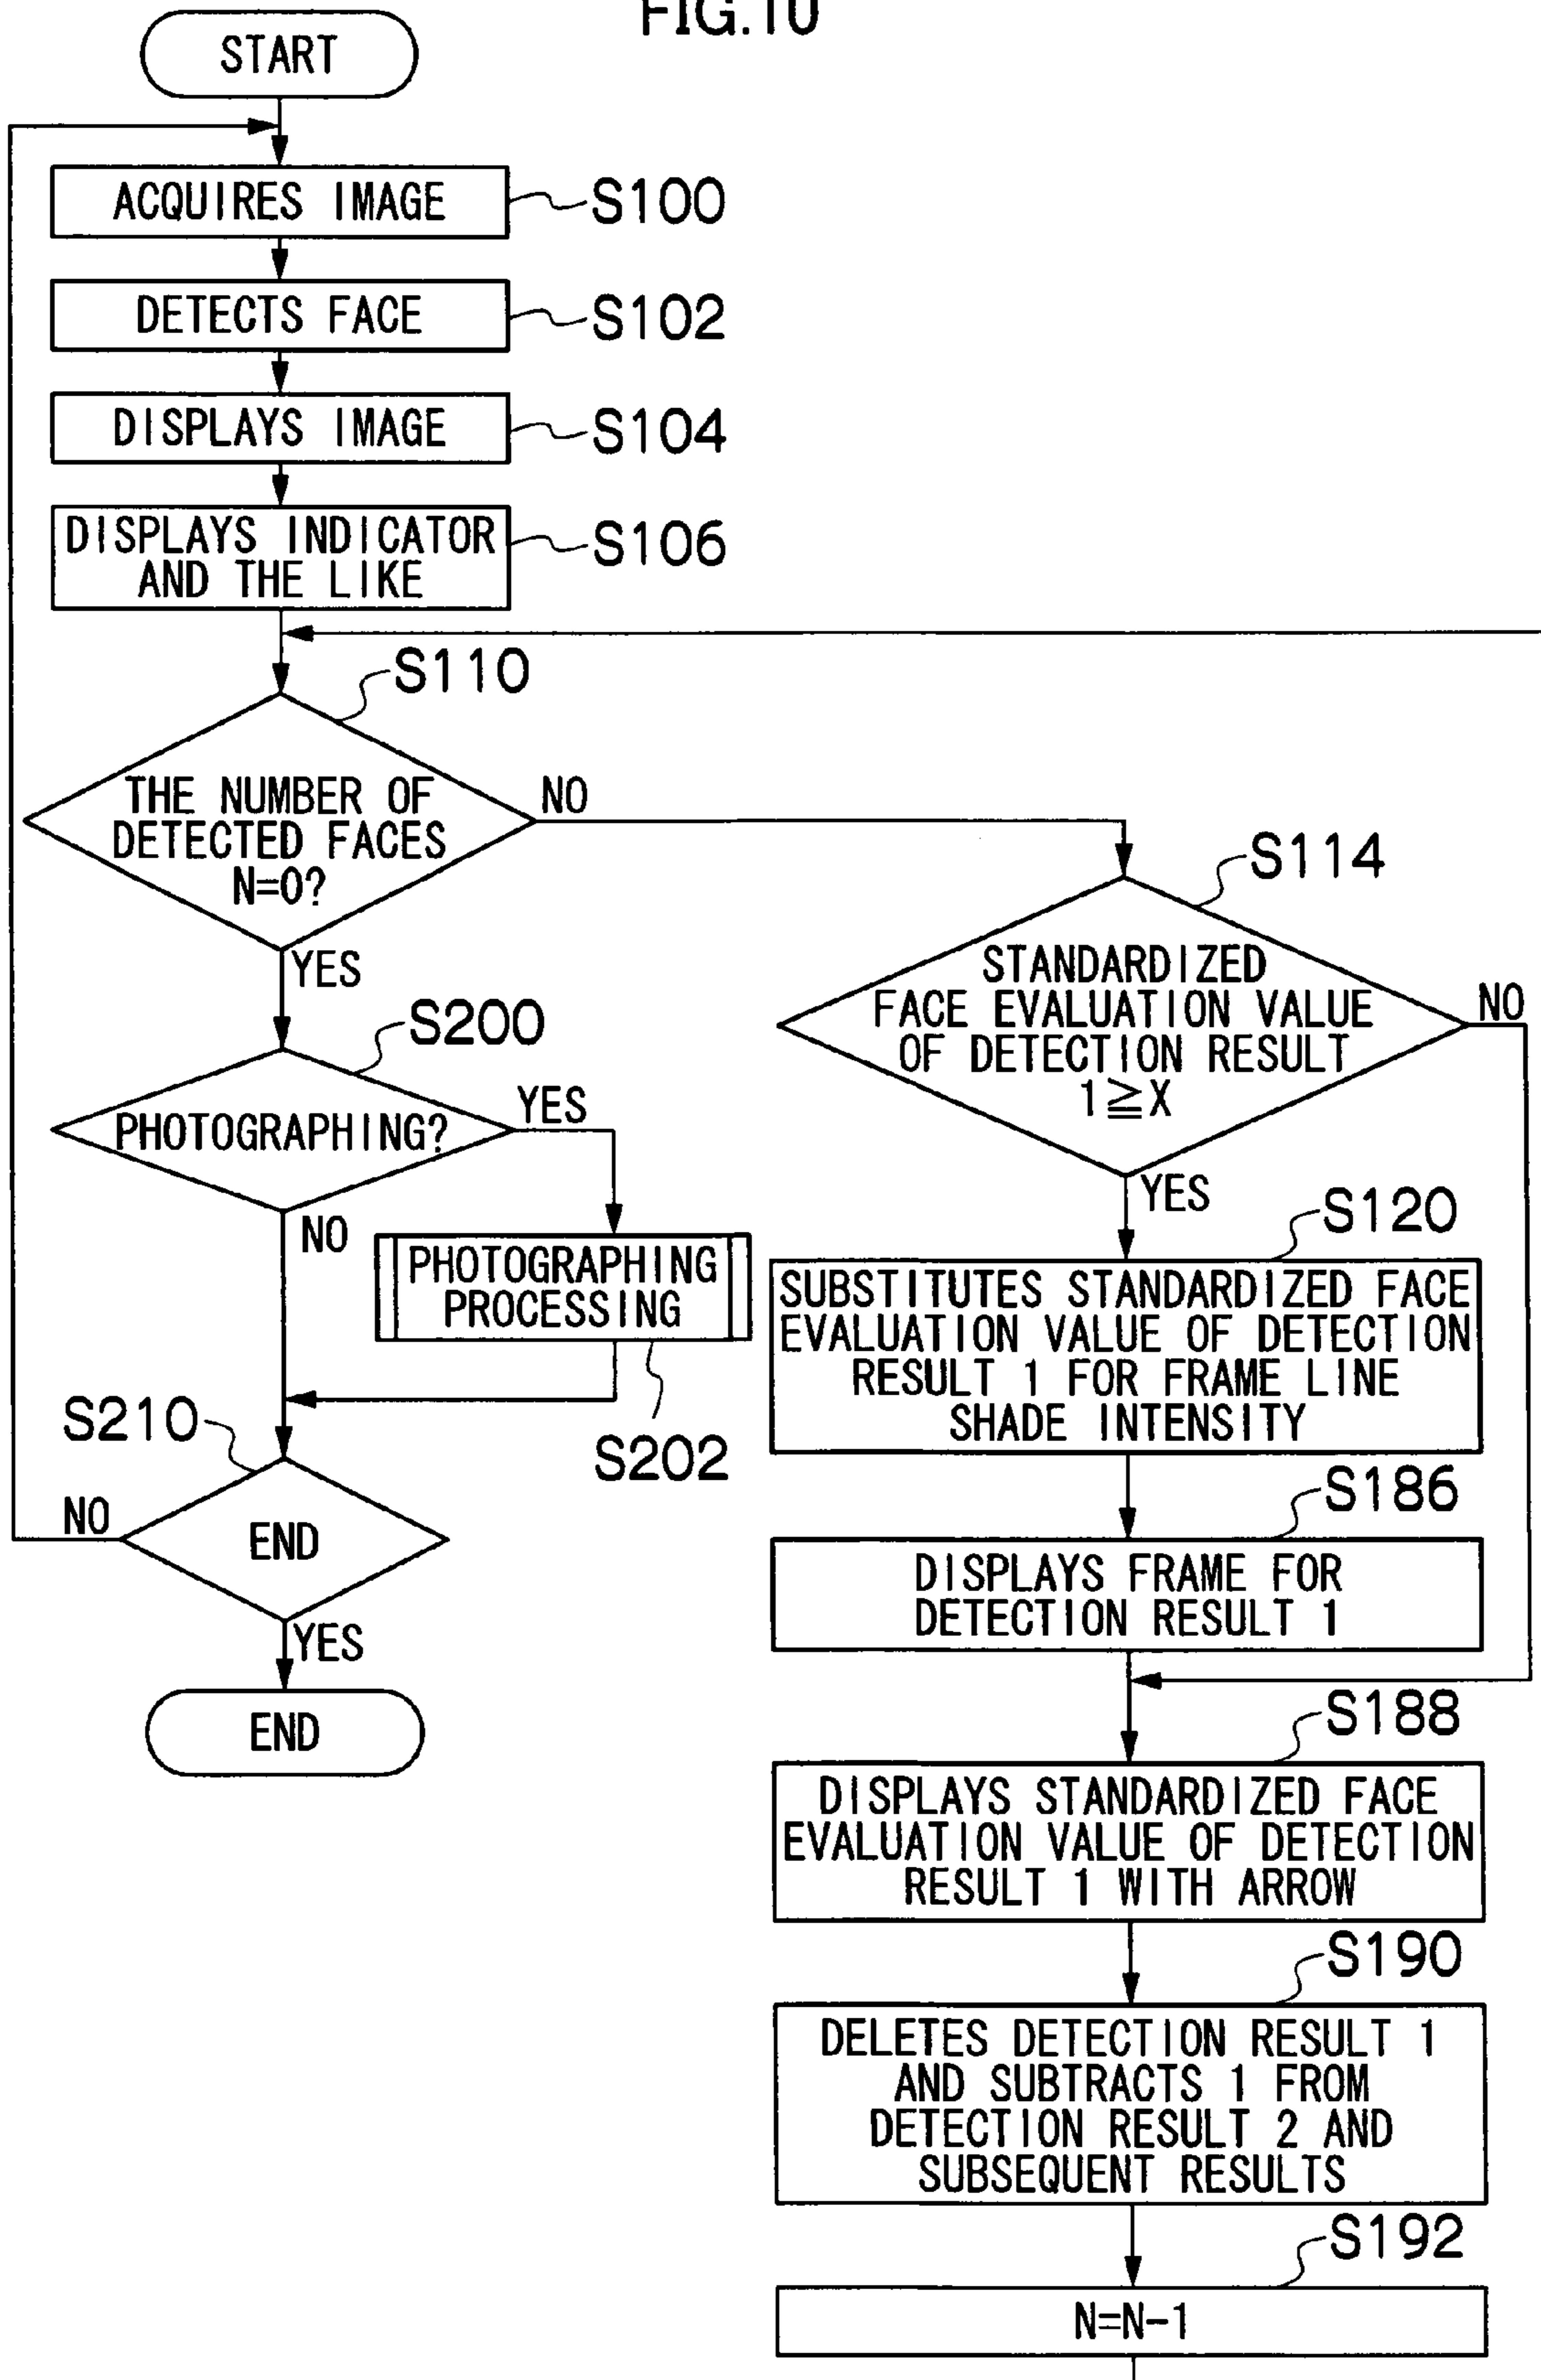 FIG.10
START
ACQUIRES IMAGE
S100
DETECTS FACE
S102
DISPLAYS IMAGE
S104
DISPLAYS INDICATOR
AND THE LIKE
S106
S110
THE NUMBER OF
DETECTED FACES
N=0?
NO
YES
S200
PHOTOGRAPHING?
YES
NO
PHOTOGRAPHING
PROCESSING
S202
S210
NO
END
YES
END
S114
STANDARDIZED
FACE EVALUATION VALUE
OF DETECTION RESULT
1≧X
NO
YES
S120
SUBSTITUTES STANDARDIZED FACE
EVALUATION VALUE OF DETECTION
RESULT 1 FOR FRAME LINE
SHADE INTENSITY
S186
DISPLAYS FRAME FOR
DETECTION RESULT 1
S188
DISPLAYS STANDARDIZED FACE
EVALUATION VALUE OF DETECTION
RESULT 1 WITH ARROW
S190
DELETES DETECTION RESULT 1
AND SUBTRACTS 1 FROM
DETECTION RESULT 2 AND
SUBSEQUENT RESULTS
S192
N=N-1